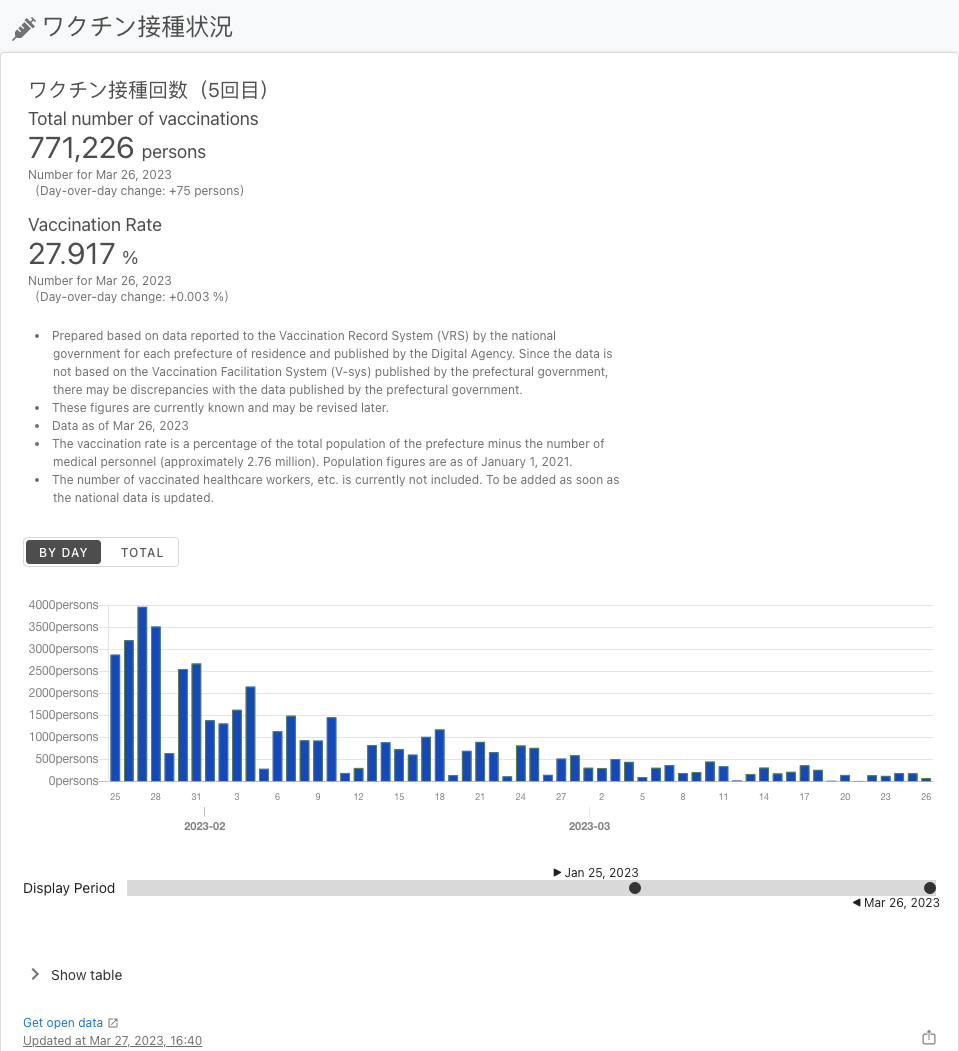 ワクチン接種状況
ワクチン接種回数（5回目）
Total number of vaccinations
771,226 persons
Number for Mar 26, 2023
（Day-over-day change: +75 persons）
Vaccination Rate
27.917 %
Number for Mar 26, 2023
（Day-over-day change: +0.003 %）
• Prepared based on data reported to the Vaccination Record System (VRS) by the national
government for each prefecture of residence and published by the Digital Agency. Since the data is
not based on the Vaccination Facilitation System (V-sys) published by the prefectural government,
there may be discrepancies with the data published by the prefectural government.
• These figures are currently known and may be revised later.
• Data as of Mar 26, 2023
• The vaccination rate is a percentage of the total population of the prefecture minus the number of
medical personnel (approximately 2.76 million). Population figures are as of January 1, 2021.
• The number of vaccinated healthcare workers, etc. is currently not included. To be added as soon as
the national data is updated.
BY DAY TOTAL
4000persons
3500persons
3000persons
2500persons
2000persons
1500persons
1000persons
500persons
0persons
25 28 31 3 6 9 12 15 18 21 24 27 2 5 8 11 14 17 20 23 26
2023-02 2023-03
Jan 25, 2023
Display Period
Mar 26, 2023
Show table
Get open data
Updated at Mar 27, 2023, 16:40